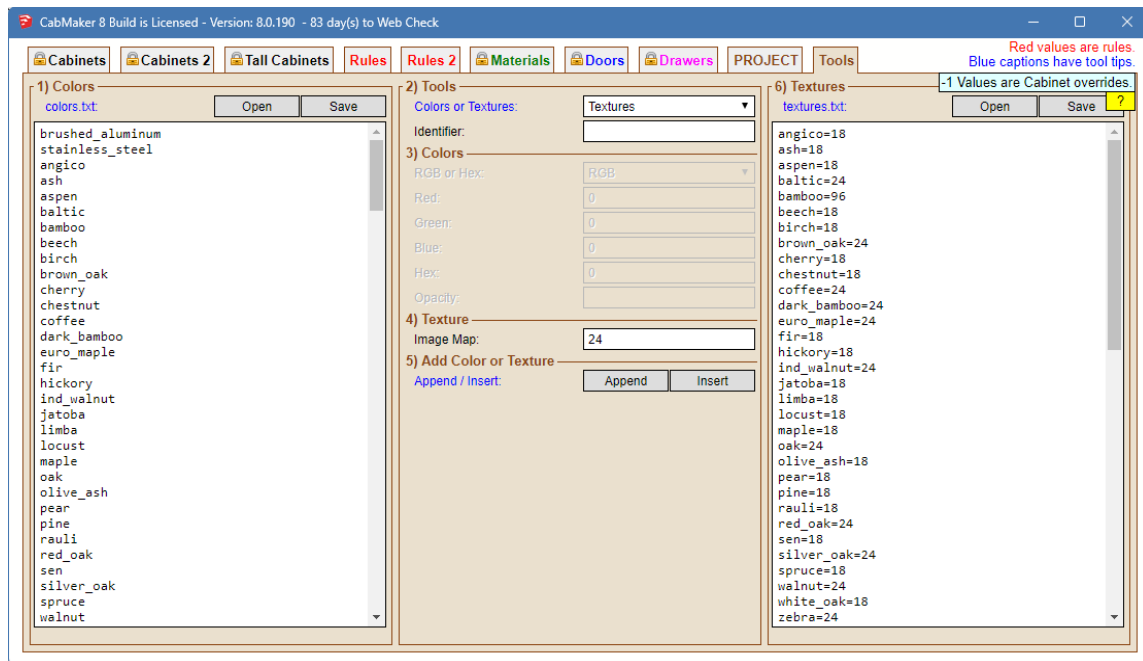 CabMaker 8 Build is Licensed - Version: 8.0.190 - 83 day(s) to Web Check
Cabinets
Cabinets 2
Tall Cabinets
Rules
Rules 2
Materials
Doors
Drawers
PROJECT
Tools
Red values are rules.
Blue captions have tool tips.
-1 Values are Cabinet overrides.
?
1) Colors
colors.txt:
Open
Save
brushed_aluminum
stainless_steel
angico
ash
aspen
baltic
bamboo
beech
birch
brown_oak
cherry
chestnut
coffee
dark_bamboo
euro_maple
fir
hickory
ind_walnut
jatoba
limba
locust
maple
oak
olive_ash
pear
pine
rauli
red_oak
sen
silver_oak
spruce
walnut
2) Tools
Colors or Textures:
Textures
Identifier:
3) Colors
RGB or Hex:
RGB
Red:
0
Green:
0
Blue:
0
Hex:
0
Opacity:
4) Texture
Image Map:
24
5) Add Color or Texture
Append / Insert:
Append
Insert
6) Textures
textures.txt:
Open
Save
angico=18
ash=18
aspen=18
baltic=24
bamboo=96
beech=18
birch=18
brown_oak=24
cherry=18
chestnut=18
coffee=24
dark_bamboo=24
euro_maple=24
fir=18
hickory=18
ind_walnut=24
jatoba=18
limba=18
locust=18
maple=18
oak=24
olive_ash=18
pear=18
pine=18
rauli=18
red_oak=24
sen=18
silver_oak=24
spruce=18
walnut=24
white_oak=18
zebra=24